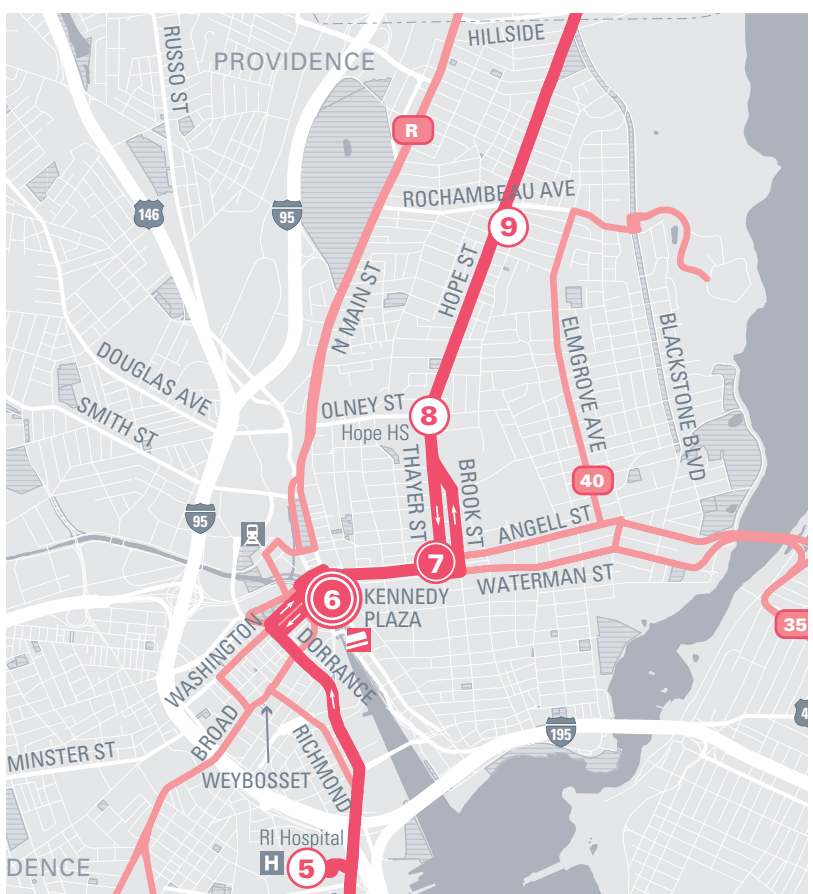 HILLSIDE
RUSSO ST
PROVIDENCE
R
ROCHAMBEAU AVE
146
95
9
HOPE ST
N MAIN ST
ELMGROVE AVE
BLACKSTONE BLVD
DOUGLAS AVE
SMITH ST
OLNEY ST
8
Hope HS
THAYER ST
BROOK ST
40
95
ANGELL ST
7
WATERMAN ST
6
KENNEDY
PLAZA
35
WASHINGTON
DORRANCE
4
BROAD
195
MINSTER ST
WEYBOSSET
RICHMOND
RI Hospital
H
5
DENCE